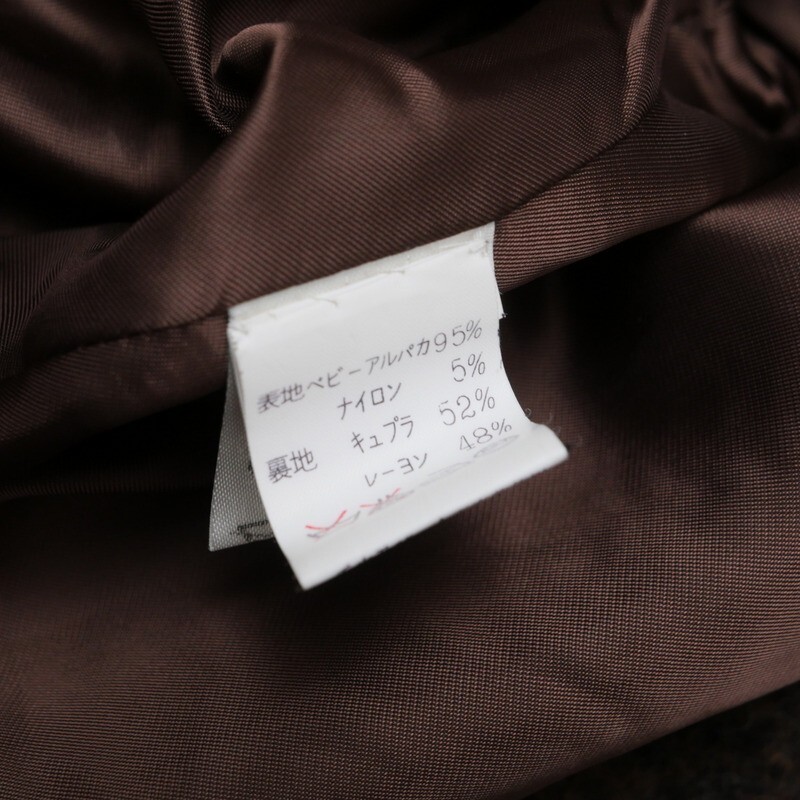 表地ベビーアルパカ95%
ナイロン 5%
裏地 キュプラ 52%
レーヨン 48%